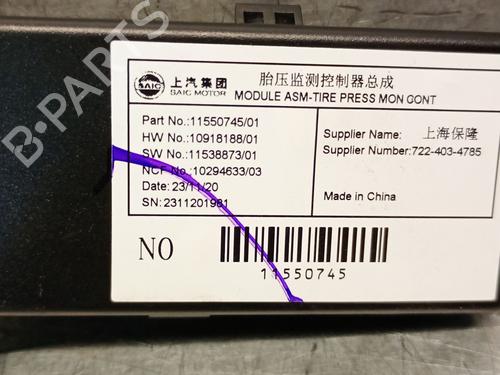 B-PARTS
SAIC
上汽集团
SAIC MOTOR
胎压监测控制器总成
MODULE ASM-TIRE PRESS MON CONT
Part No.:11550745/01
HW No.:10918188/01
SW No.:11538873/01
NCF No.:10294633/03
Date: 23/11/20
SN: 2311201981
Supplier Name: 上海保隆
Supplier Number:722-403-4785
Made in China
NO
11550745